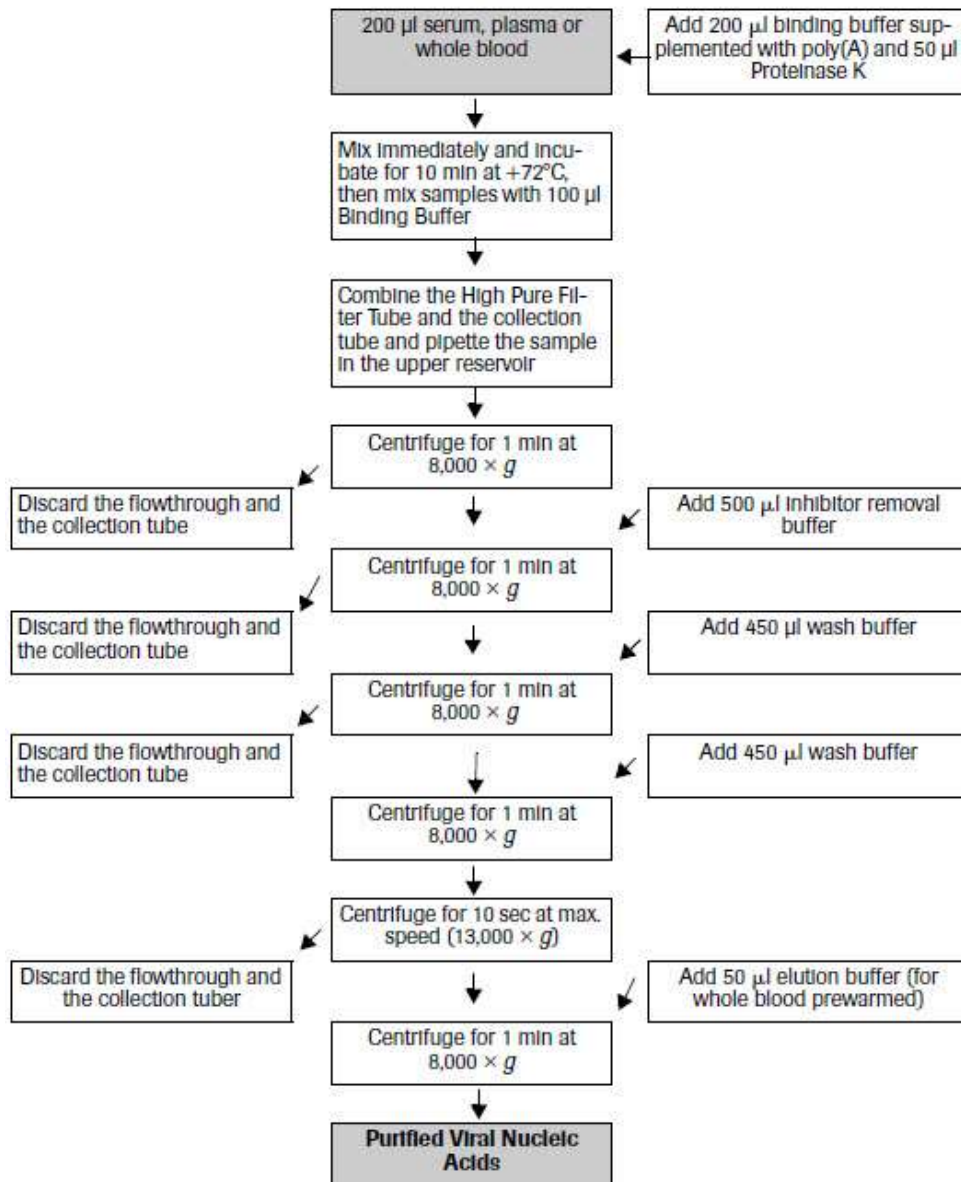 200 µl serum, plasma or
whole blood
Add 200 µl binding buffer sup-
plemented with poly(A) and 50 µl
Proteinase K
Mix immediately and incu-
bate for 10 min at +72°C,
then mix samples with 100 µl
Binding Buffer
Combine the High Pure Fil-
ter Tube and the collection
tube and pipette the sample
in the upper reservoir
Centrifuge for 1 min at
8,000 × g
Discard the flowthrough and
the collection tube
Add 500 µl inhibitor removal
buffer
Centrifuge for 1 min at
8,000 × g
Discard the flowthrough and
the collection tube
Add 450 µl wash buffer
Centrifuge for 1 min at
8,000 × g
Discard the flowthrough and
the collection tube
Add 450 µl wash buffer
Centrifuge for 1 min at
8,000 × g
Centrifuge for 10 sec at max.
speed (13,000 × g)
Discard the flowthrough and
the collection tuber
Add 50 µl elution buffer (for
whole blood prewarmed)
Centrifuge for 1 min at
8,000 × g
Purified Viral Nucleic
Acids